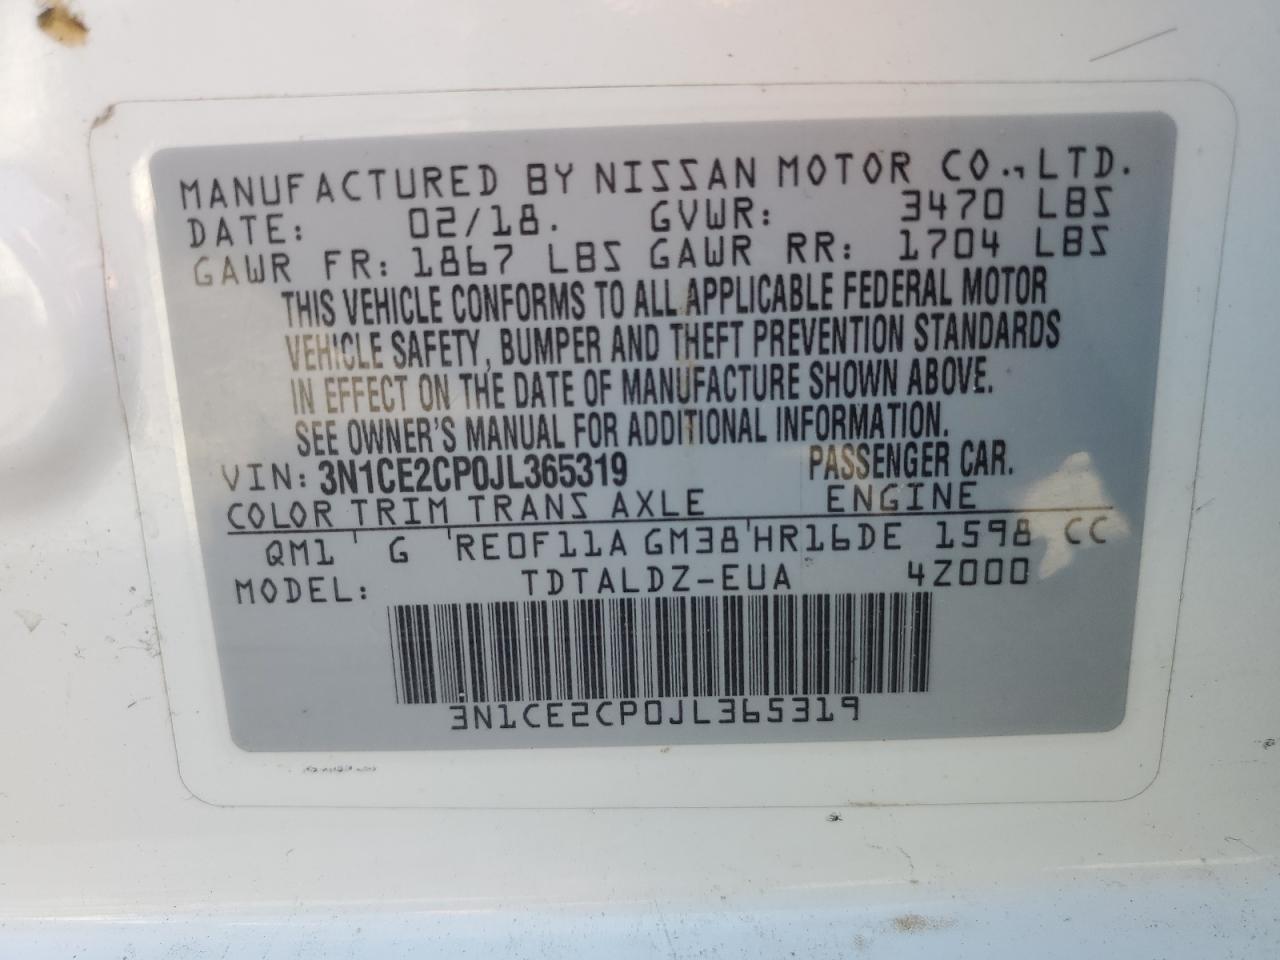 MANUFACTURED BY NISSAN MOTOR CO., LTD.
DATE: 02/18. GVWR: 3470 LBS
GAWR FR: 1867 LBS GAWR RR: 1704 LBS
THIS VEHICLE CONFORMS TO ALL APPLICABLE FEDERAL MOTOR
VEHICLE SAFETY, BUMPER AND THEFT PREVENTION STANDARDS
IN EFFECT ON THE DATE OF MANUFACTURE SHOWN ABOVE.
SEE OWNER'S MANUAL FOR ADDITIONAL INFORMATION.
VIN: 3N1CE2CP0JL365319 PASSENGER CAR.
COLOR TRIM TRANS AXLE ENGINE
QM1 ' G ' RE0F11A GM38 ' HR16DE 1598 CC
MODEL: TDTALDZ-EUA 4Z000
3N1CE2CP0JL365319